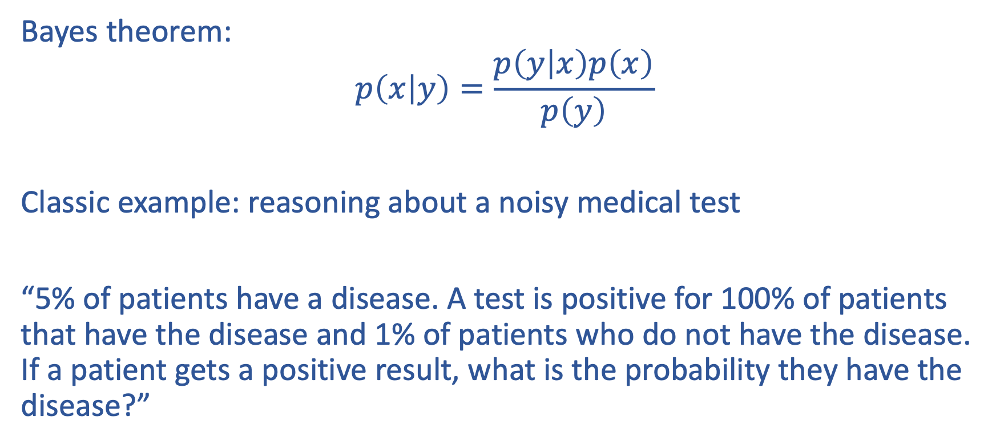 Bayes theorem:
p(x|y) = p(y|x)p(x) / p(y)
Classic example: reasoning about a noisy medical test
“5% of patients have a disease. A test is positive for 100% of patients
that have the disease and 1% of patients who do not have the disease.
If a patient gets a positive result, what is the probability they have the
disease?”